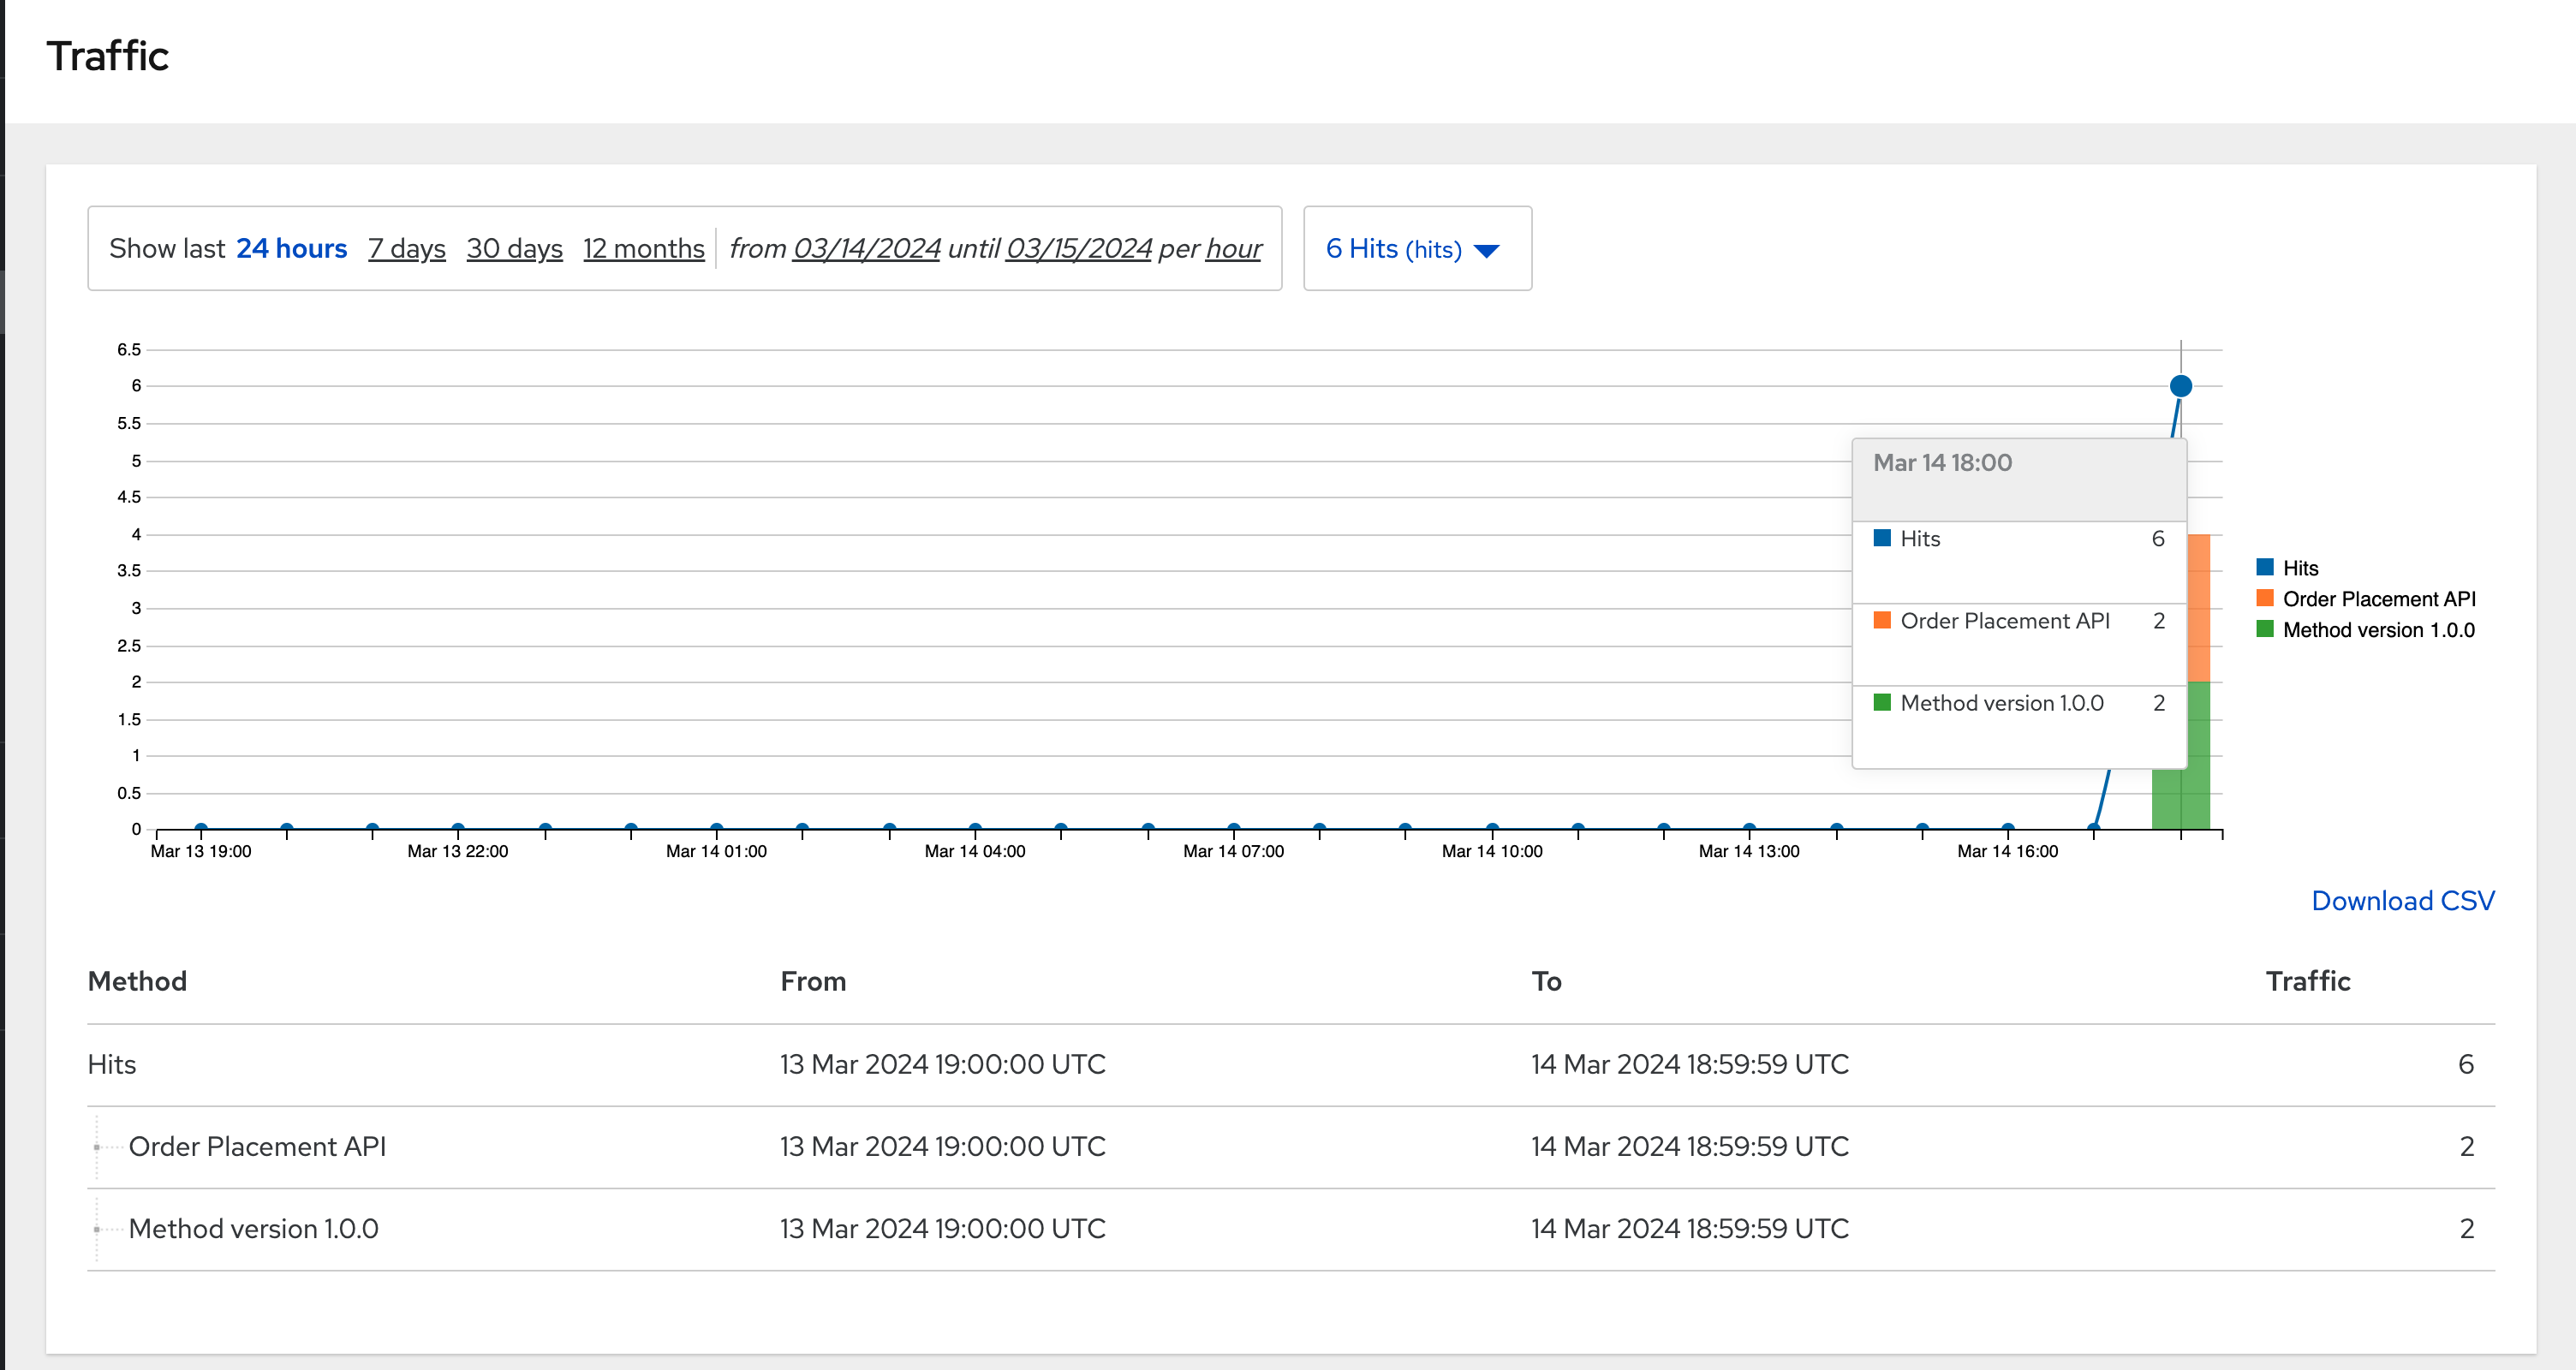 Traffic
Show last 24 hours 7 days 30 days 12 months from 03/14/2024 until 03/15/2024 per hour
6 Hits (hits)
6.5
6
5.5
5
4.5
4
3.5
3
2.5
2
1.5
1
0.5
0
Mar 13 19:00 Mar 13 22:00 Mar 14 01:00 Mar 14 04:00 Mar 14 07:00 Mar 14 10:00 Mar 14 13:00 Mar 14 16:00
Mar 14 18:00
Hits 6
Order Placement API 2
Method version 1.0.0 2
Hits
Order Placement API
Method version 1.0.0
Download CSV
Method From To Traffic
Hits 13 Mar 2024 19:00:00 UTC 14 Mar 2024 18:59:59 UTC 6
Order Placement API 13 Mar 2024 19:00:00 UTC 14 Mar 2024 18:59:59 UTC 2
Method version 1.0.0 13 Mar 2024 19:00:00 UTC 14 Mar 2024 18:59:59 UTC 2